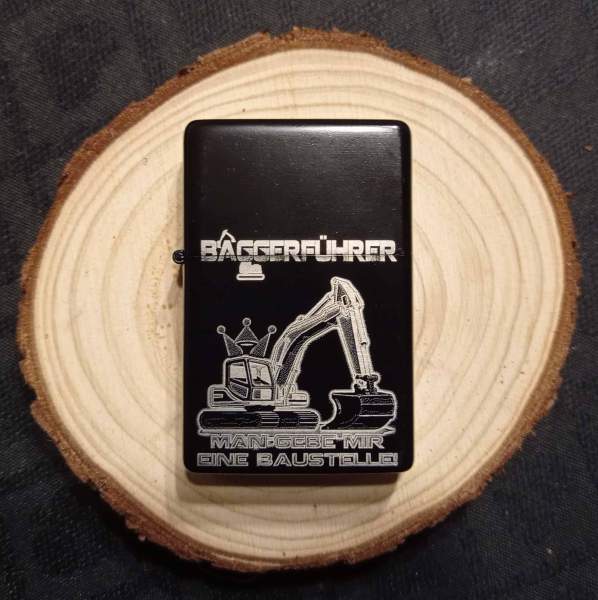 BAGGERFÜHRER
MAN GEBE MIR
EINE BAUSTELLE!